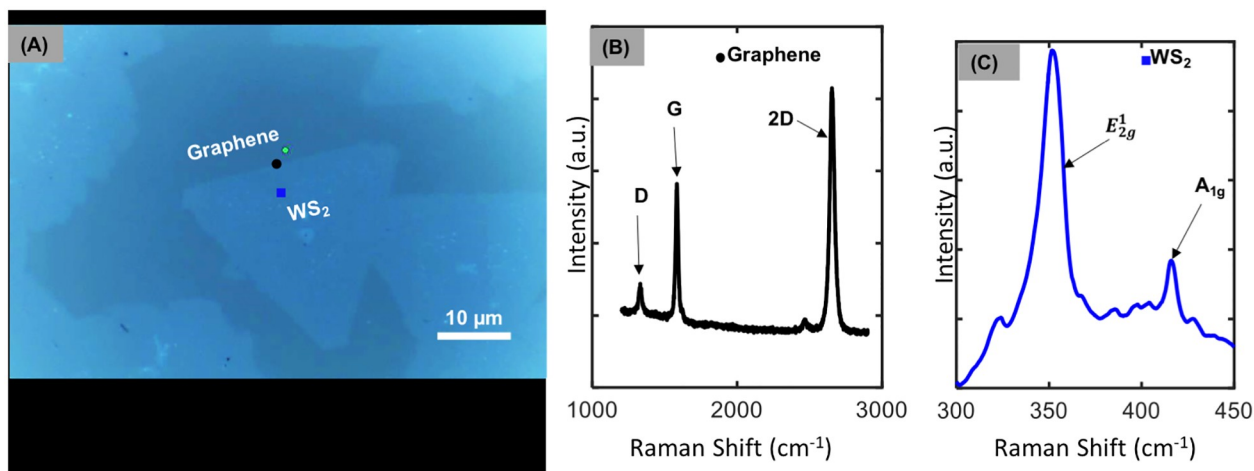 (A)
Graphene
WS₂
10 µm
(B)
●Graphene
D
G
2D
Intensity (a.u.)
1000 2000 3000
Raman Shift (cm⁻¹)
(C)
■WS₂
E¹₂g
A₁g
Intensity (a.u.)
300 350 400 450
Raman Shift (cm⁻¹)